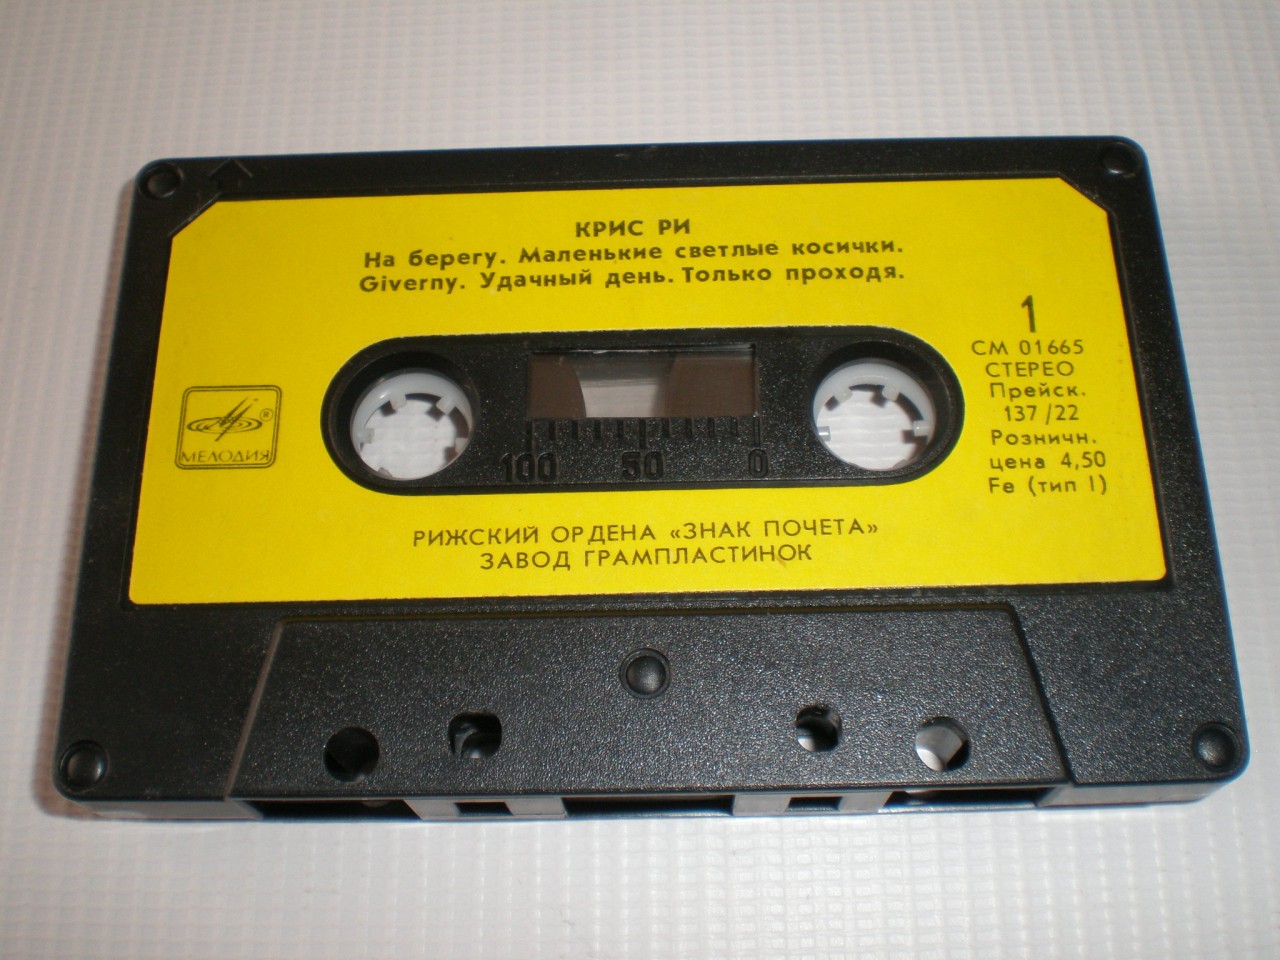 КРИС РИ
На берегу. Маленькие светлые косички.
Giverny. Удачный день. Только проходя.
1
СМ 01665
СТЕРЕО
Прейск.
137/22
Розничн.
цена 4,50
Fe (тип I)
®
МЕЛОДИЯ
100 50 0
РИЖСКИЙ ОРДЕНА «ЗНАК ПОЧЕТА»
ЗАВОД ГРАМПЛАСТИНОК